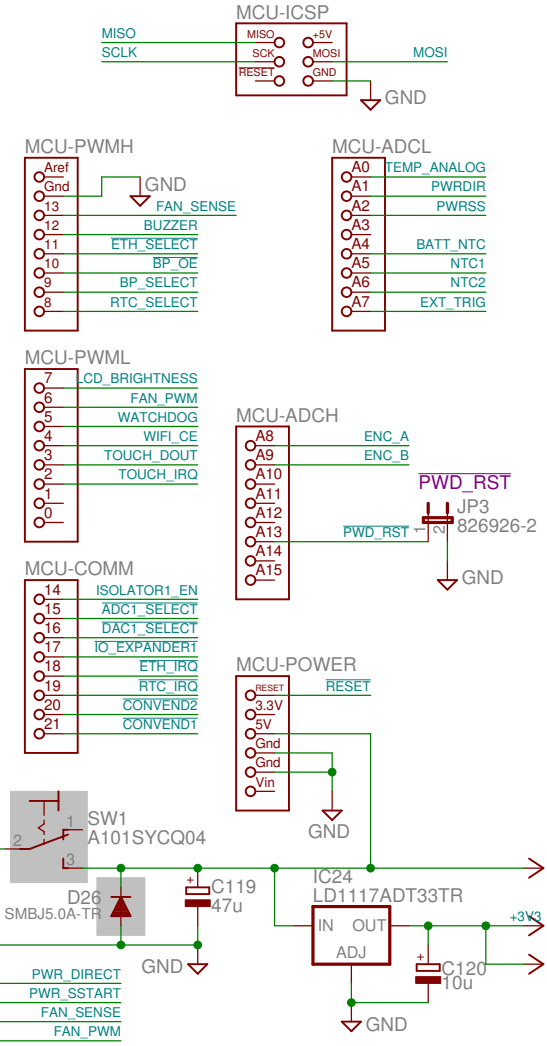 MCU-ICSP
MISO MISO +5V
SCLK SCK MOSI MOSI
RESET GND
GND
MCU-PWMH
Aref
Gnd GND
13 FAN_SENSE
12 BUZZER
11 ETH_SELECT
10 BP_OE
9 BP_SELECT
8 RTC_SELECT
MCU-ADCL
A0 TEMP_ANALOG
A1 PWRDIR
A2 PWRSS
A3
A4 BATT_NTC
A5 NTC1
A6 NTC2
A7 EXT_TRIG
MCU-PWML
7 LCD_BRIGHTNESS
6 FAN_PWM
5 WATCHDOG
4 WIFI_CE
3 TOUCH_DOUT
2 TOUCH_IRQ
1
0
MCU-ADCH
A8 ENC_A
A9 ENC_B
A10
A11
A12
A13 PWD_RST
A14
A15
PWD_RST
JP3
826926-2
1 2
GND
MCU-COMM
14 ISOLATOR1_EN
15 ADC1_SELECT
16 DAC1_SELECT
17 IO_EXPANDER1
18 ETH_IRQ
19 RTC_IRQ
20 CONVEND2
21 CONVEND1
MCU-POWER
RESET RESET
3.3V
5V
Gnd
Gnd
Vin
GND
SW1
A101SYCQ04
1
2
3
D26
SMBJ5.0A-TR
+ C119
47u
GND
IC24
LD1117ADT33TR
IN OUT
ADJ
+3V3
+ C120
10u
GND
PWR_DIRECT
PWR_SSTART
FAN_SENSE
FAN_PWM